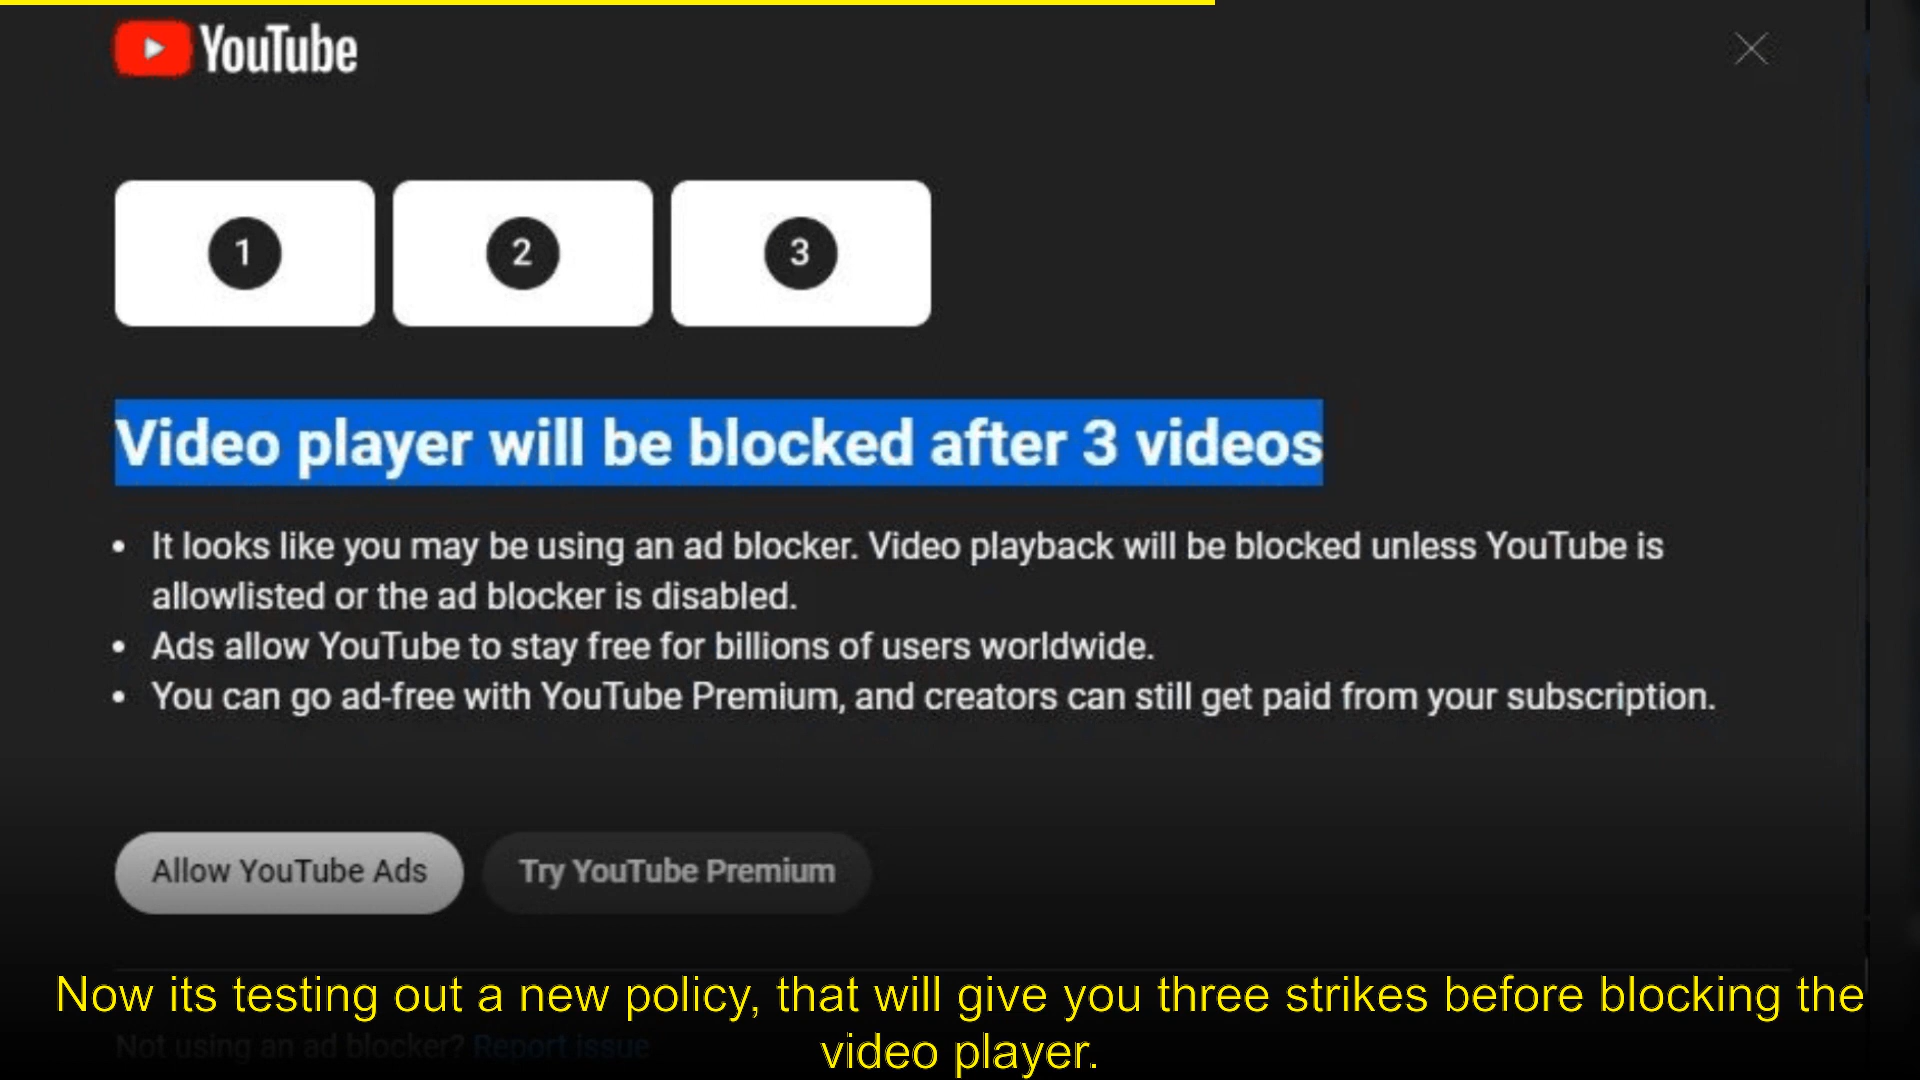 YouTube
1 2 3
Video player will be blocked after 3 videos
• It looks like you may be using an ad blocker. Video playback will be blocked unless YouTube is
allowlisted or the ad blocker is disabled.
• Ads allow YouTube to stay free for billions of users worldwide.
• You can go ad-free with YouTube Premium, and creators can still get paid from your subscription.
Allow YouTube Ads Try YouTube Premium
Not using an ad blocker? Report issue
Now its testing out a new policy, that will give you three strikes before blocking the
video player.